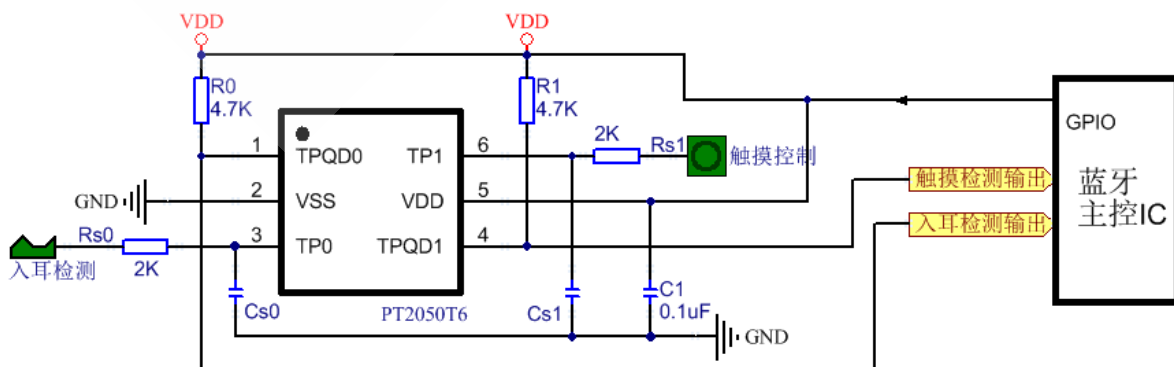 VDD
VDD
R0
4.7K
R1
4.7K
GPIO
1
TPQD0
TP1
6
2K
Rs1
触摸控制
GND
2
VSS
VDD
5
触摸检测输出
蓝牙
主控IC
入耳检测输出
Rs0
2K
入耳检测
3
TP0
TPQD1
4
Cs0
PT2050T6
Cs1
C1
0.1uF
GND